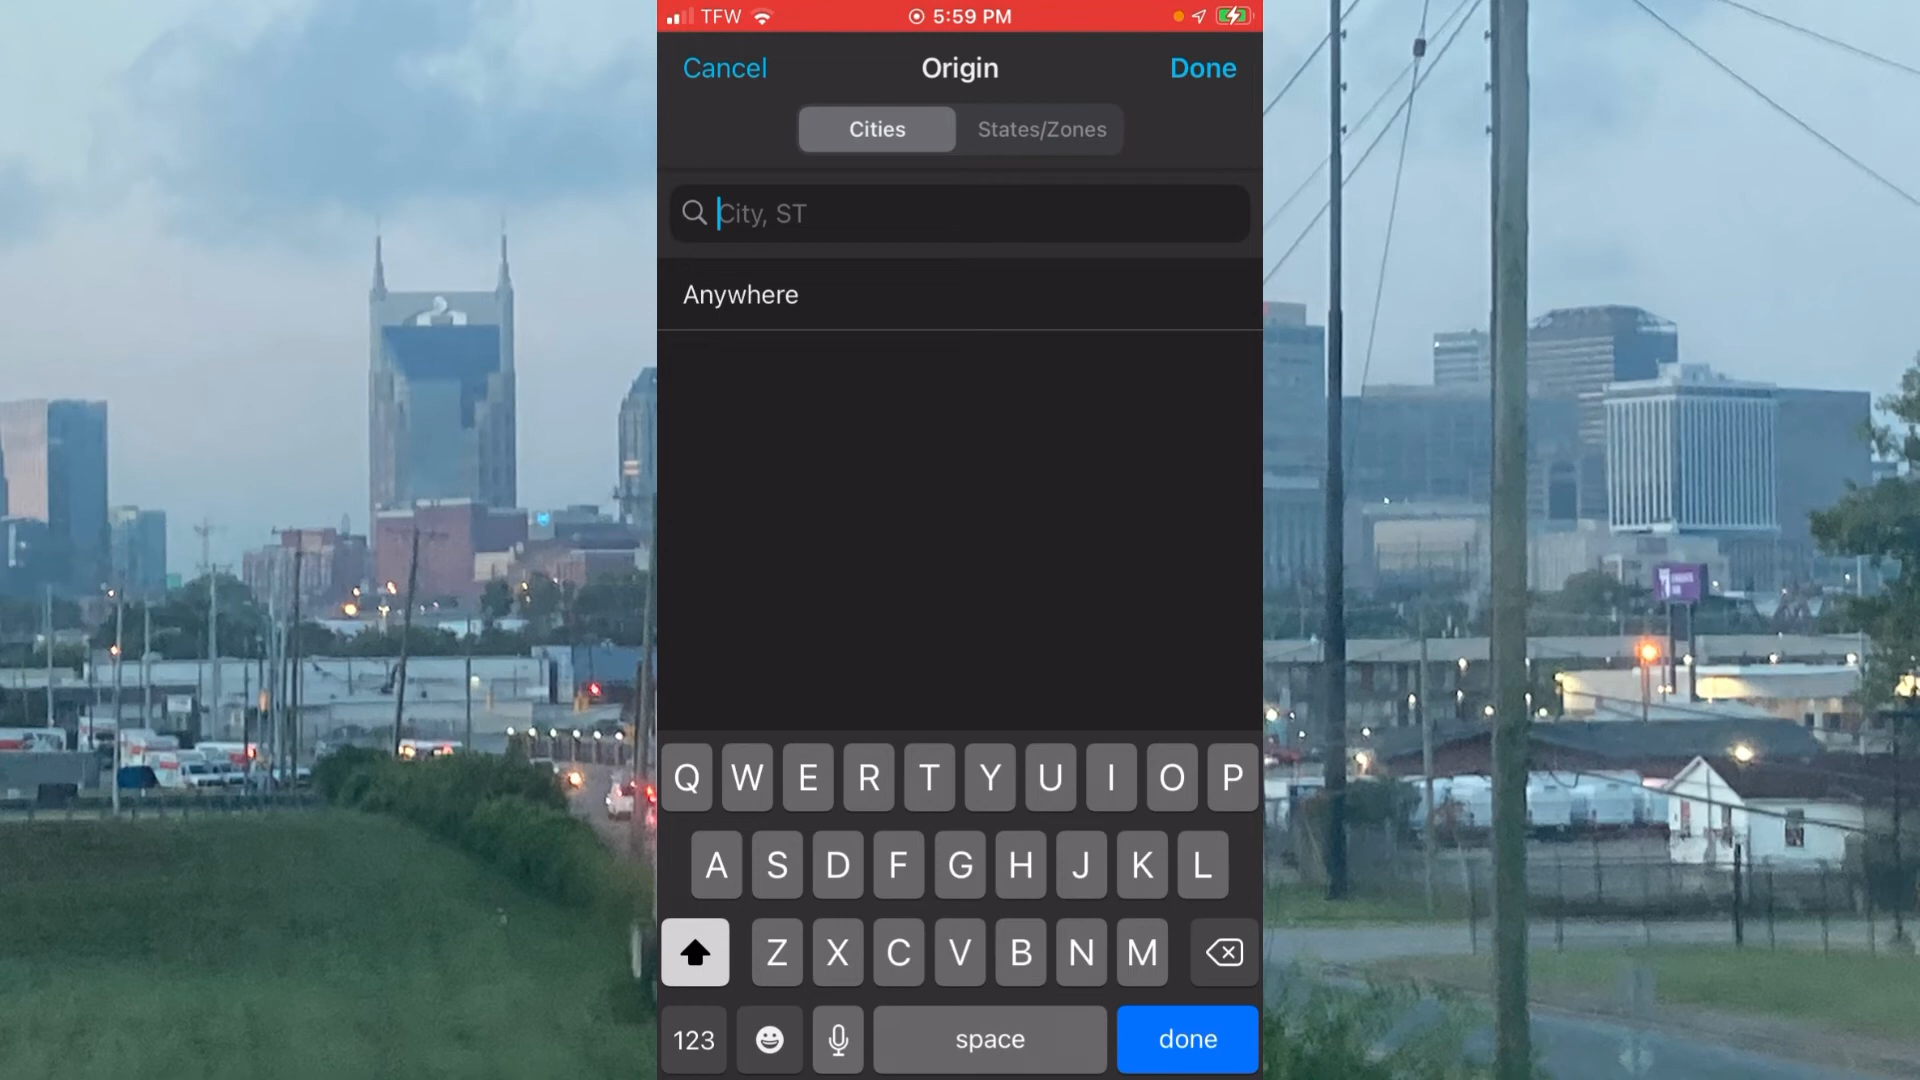 TFW 5:59 PM
Cancel Origin Done
Cities States/Zones
City, ST
Anywhere
Q W E R T Y U I O P
A S D F G H J K L
Z X C V B N M
123 space done